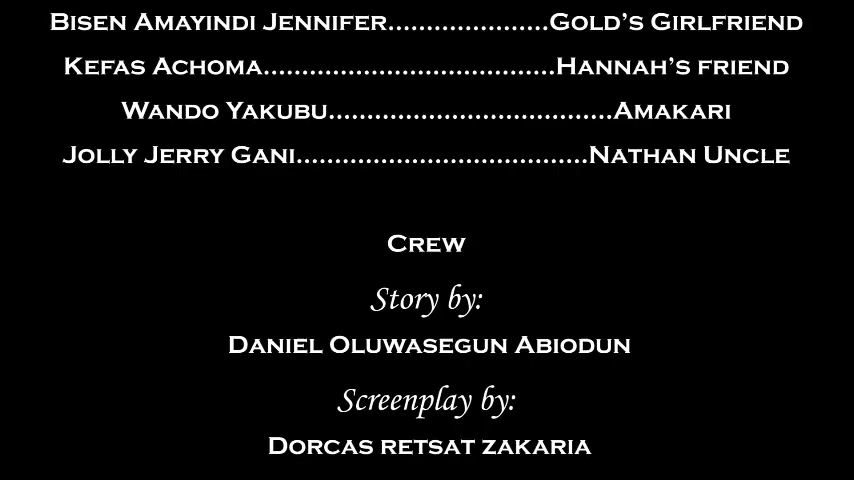 Bisen Amayindi Jennifer.....................Gold's Girlfriend
Kefas Achoma......................................Hannah's friend
Wando Yakubu.....................................Amakari
Jolly Jerry Gani......................................Nathan Uncle
Crew
Story by:
Daniel Oluwasegun Abiodun
Screenplay by:
Dorcas retsat zakaria